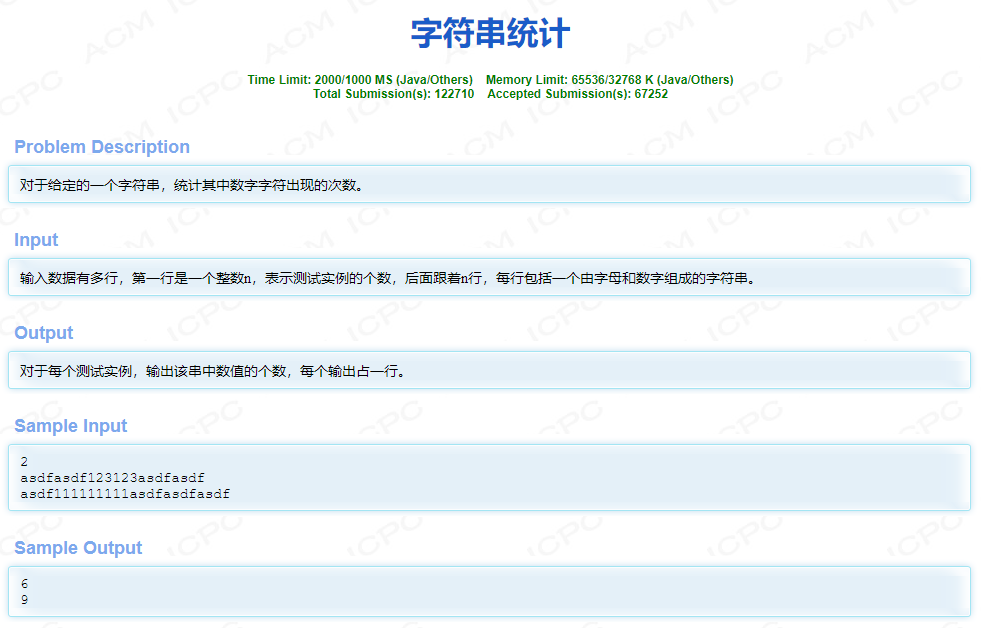 字符串统计
Time Limit: 2000/1000 MS (Java/Others) Memory Limit: 65536/32768 K (Java/Others)
Total Submission(s): 122710 Accepted Submission(s): 67252
Problem Description
对于给定的一个字符串，统计其中数字字符出现的次数。
Input
输入数据有多行，第一行是一个整数n，表示测试实例的个数，后面跟着n行，每行包括一个由字母和数字组成的字符串。
Output
对于每个测试实例，输出该串中数值的个数，每个输出占一行。
Sample Input
2
asdfasdf123123asdfasdf
asdf111111111asdfasdfasdf
Sample Output
6
9